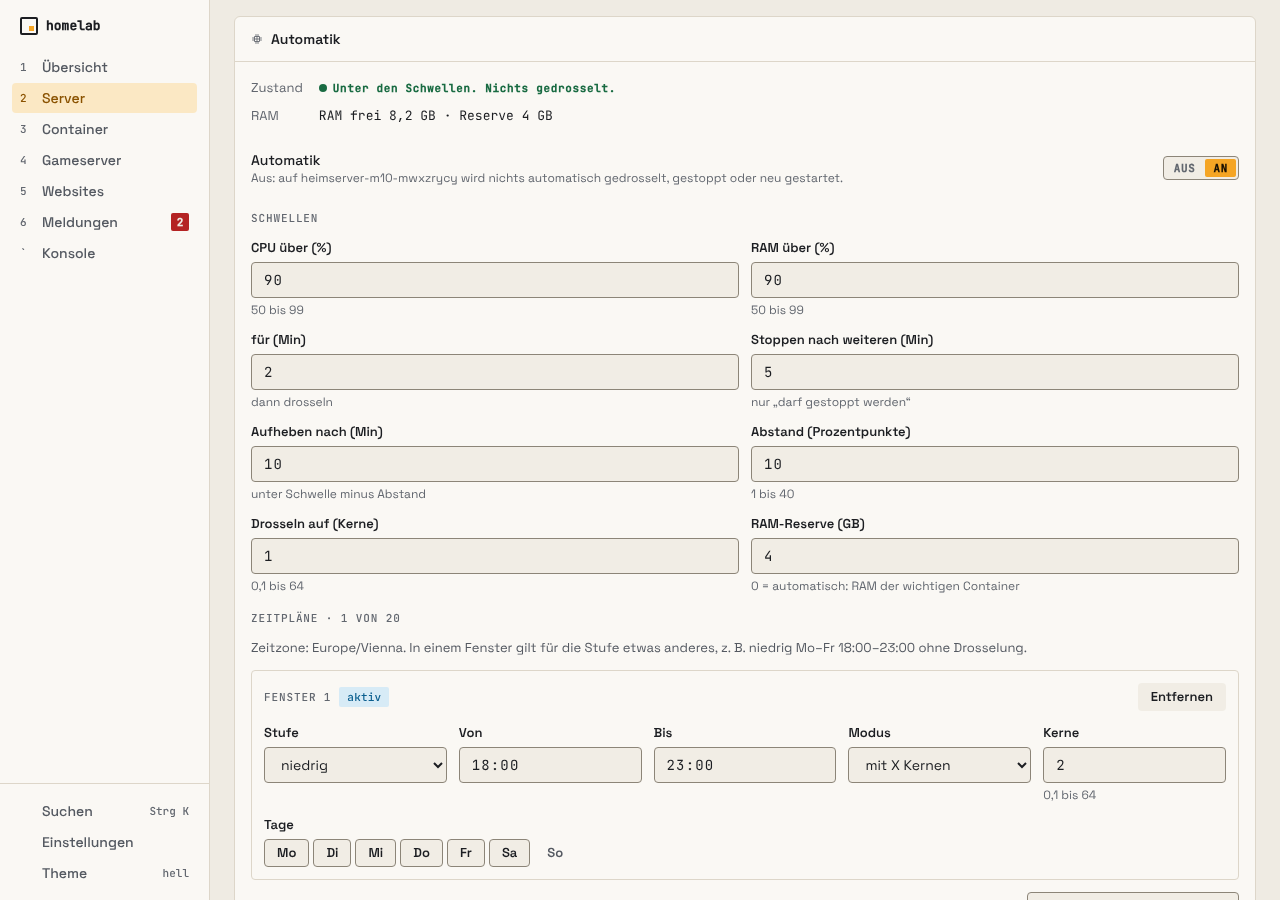 homelab
1 Übersicht
2 Server
3 Container
4 Gameserver
5 Websites
6 Meldungen 2
` Konsole
Suchen Strg K
Einstellungen
Theme hell
Automatik
Zustand Unter den Schwellen. Nichts gedrosselt.
RAM RAM frei 8,2 GB · Reserve 4 GB
Automatik
Aus: auf heimserver-m10-mwxzrycy wird nichts automatisch gedrosselt, gestoppt oder neu gestartet.
AUS AN
SCHWELLEN
CPU über (%) RAM über (%)
90 90
50 bis 99 50 bis 99
für (Min) Stoppen nach weiteren (Min)
2 5
dann drosseln nur „darf gestoppt werden“
Aufheben nach (Min) Abstand (Prozentpunkte)
10 10
unter Schwelle minus Abstand 1 bis 40
Drosseln auf (Kerne) RAM-Reserve (GB)
1 4
0,1 bis 64 0 = automatisch: RAM der wichtigen Container
ZEITPLÄNE · 1 VON 20
Zeitzone: Europe/Vienna. In einem Fenster gilt für die Stufe etwas anderes, z. B. niedrig Mo–Fr 18:00–23:00 ohne Drosselung.
FENSTER 1 aktiv Entfernen
Stufe Von Bis Modus Kerne
niedrig 18:00 23:00 mit X Kernen 2
0,1 bis 64
Tage
Mo Di Mi Do Fr Sa So